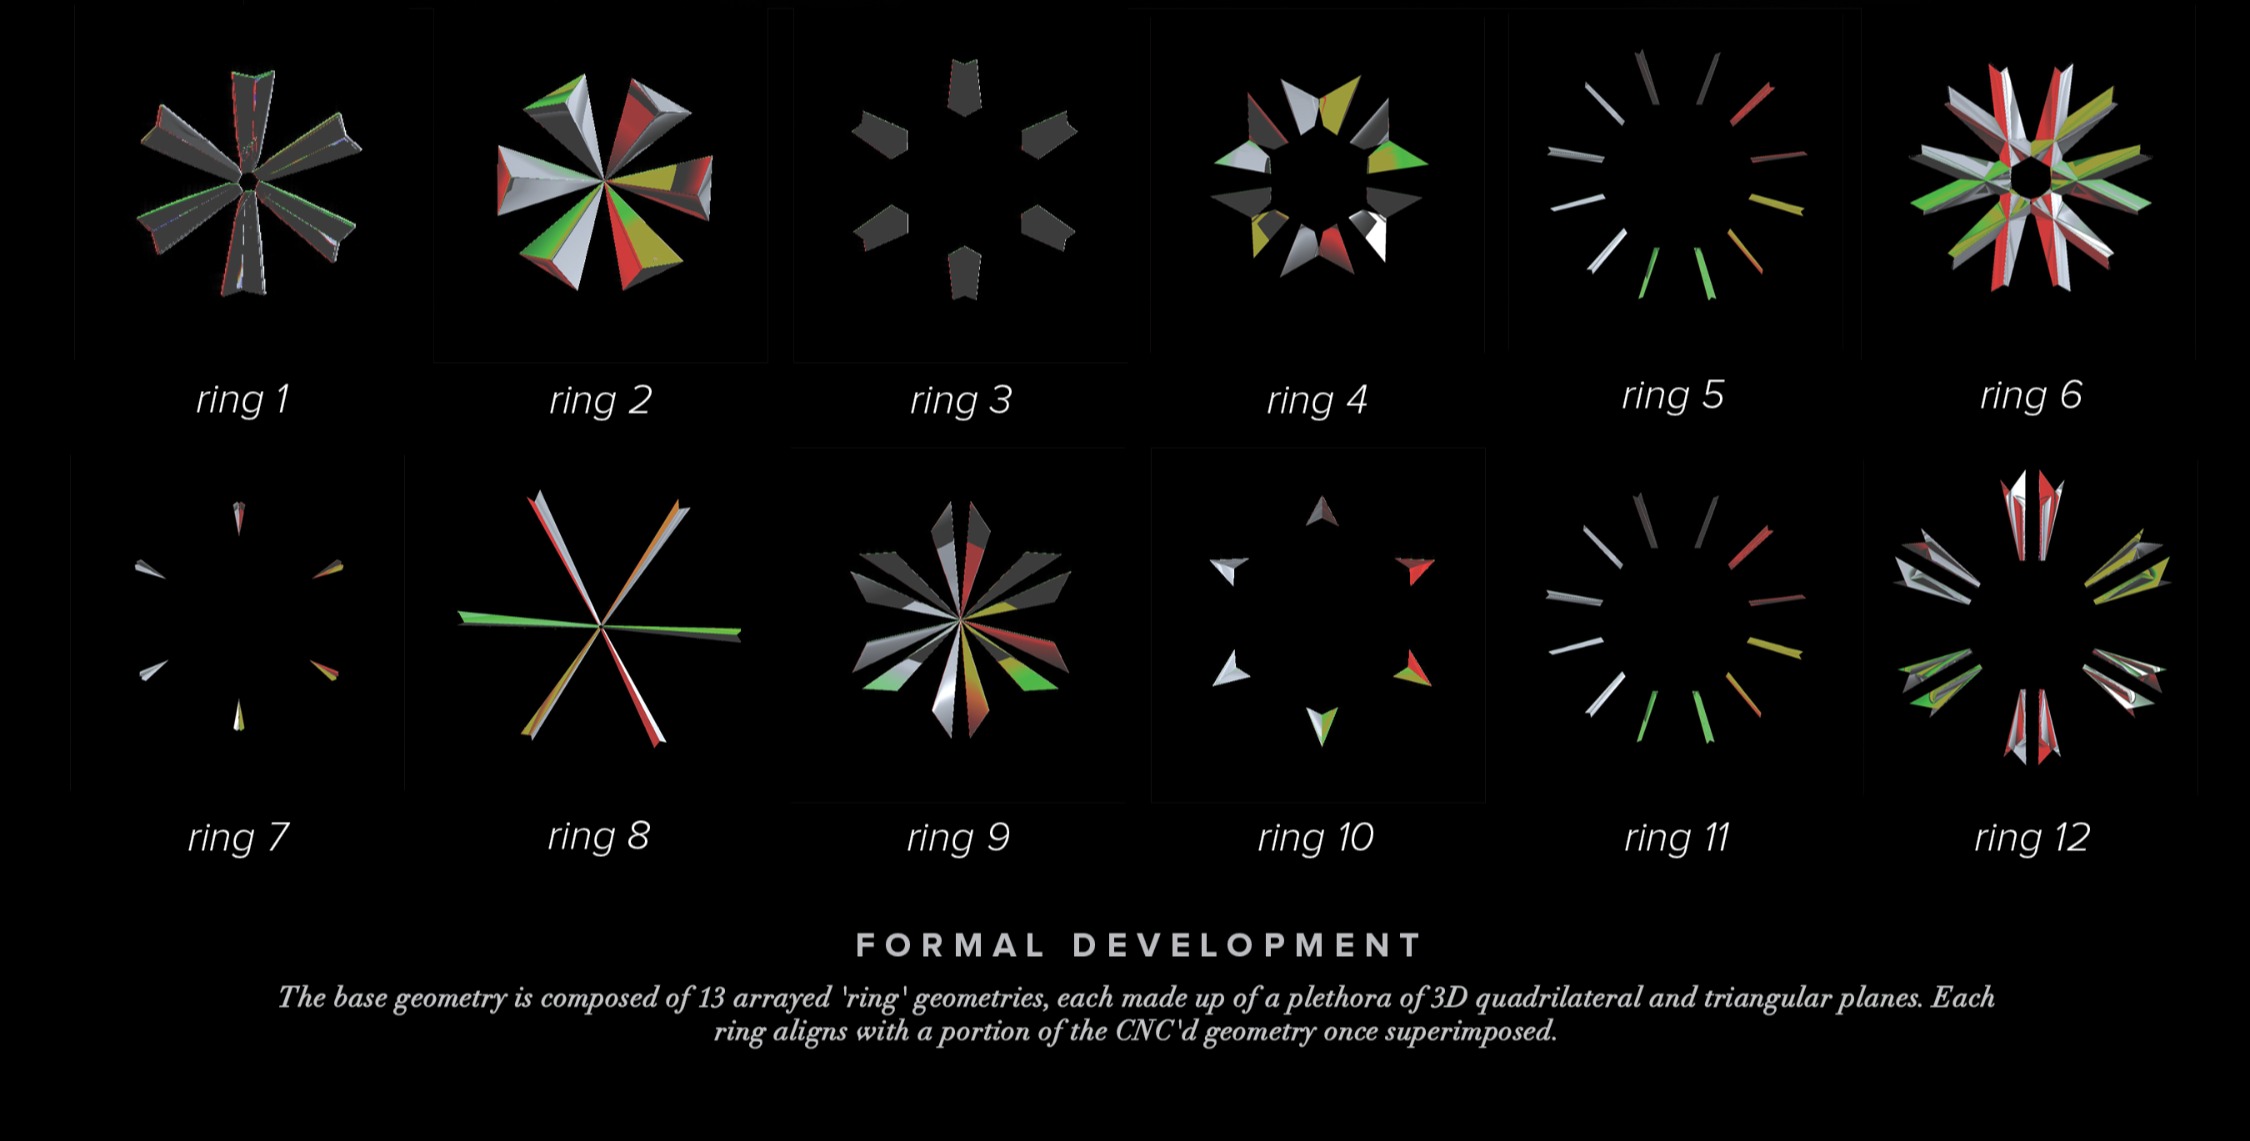 ring 1
ring 2
ring 3
ring 4
ring 5
ring 6
ring 7
ring 8
ring 9
ring 10
ring 11
ring 12
FORMAL DEVELOPMENT
The base geometry is composed of 13 arrayed 'ring' geometries, each made up of a plethora of 3D quadrilateral and triangular planes. Each
ring aligns with a portion of the CNC'd geometry once superimposed.